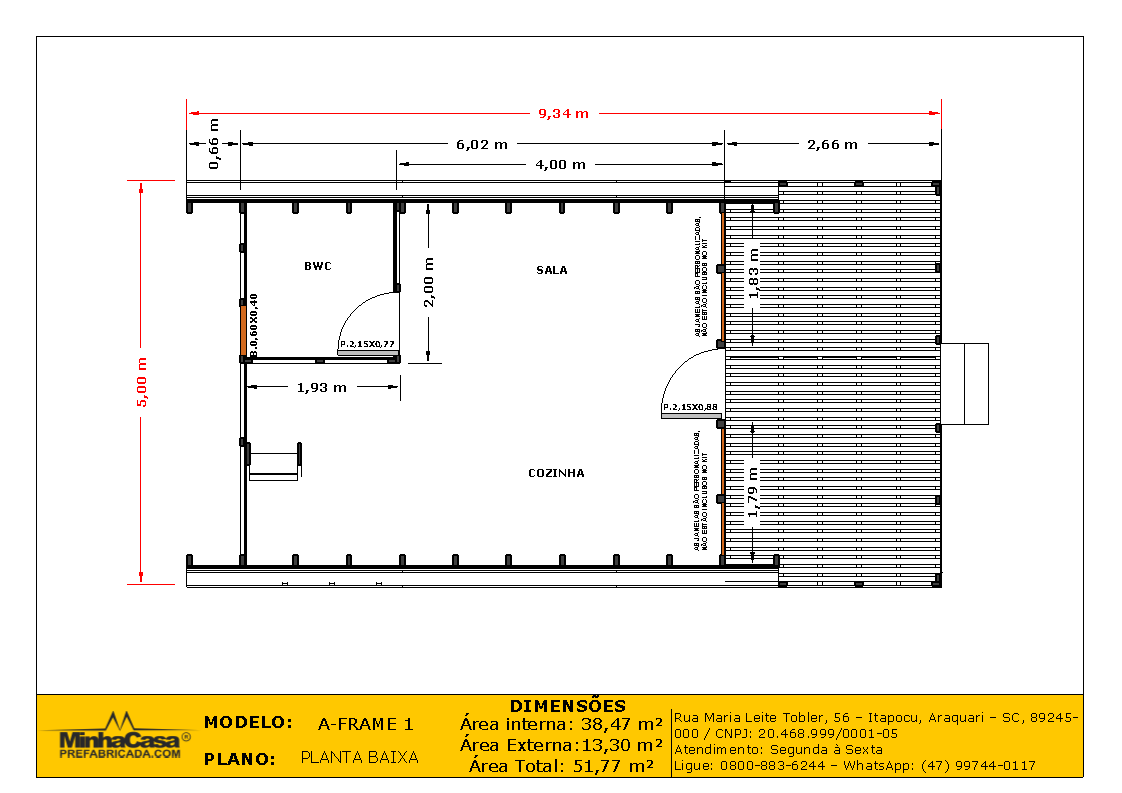 9,34 m
0,66 m
6,02 m
2,66 m
4,00 m
BWC
SALA
2,00 m
1,83 m
AS JANELAS SÃO PERSONALIZADAS,
NÃO ESTÃO INCLUSOS NO KIT
B.0,60X0,40
P.2,15X0,77
5,00 m
1,93 m
P.2,15X0,88
COZINHA
AS JANELAS SÃO PERSONALIZADAS,
NÃO ESTÃO INCLUSOS NO KIT
1,79 m
MinhaCasa®
PREFABRICADA.COM
MODELO: A-FRAME 1
PLANO: PLANTA BAIXA
DIMENSÕES
Área interna: 38,47 m²
Área Externa:13,30 m²
Área Total: 51,77 m²
Rua Maria Leite Tobler, 56 – Itapocu, Araquari – SC, 89245-
000 / CNPJ: 20.468.999/0001-05
Atendimento: Segunda à Sexta
Ligue: 0800-883-6244 – WhatsApp: (47) 99744-0117